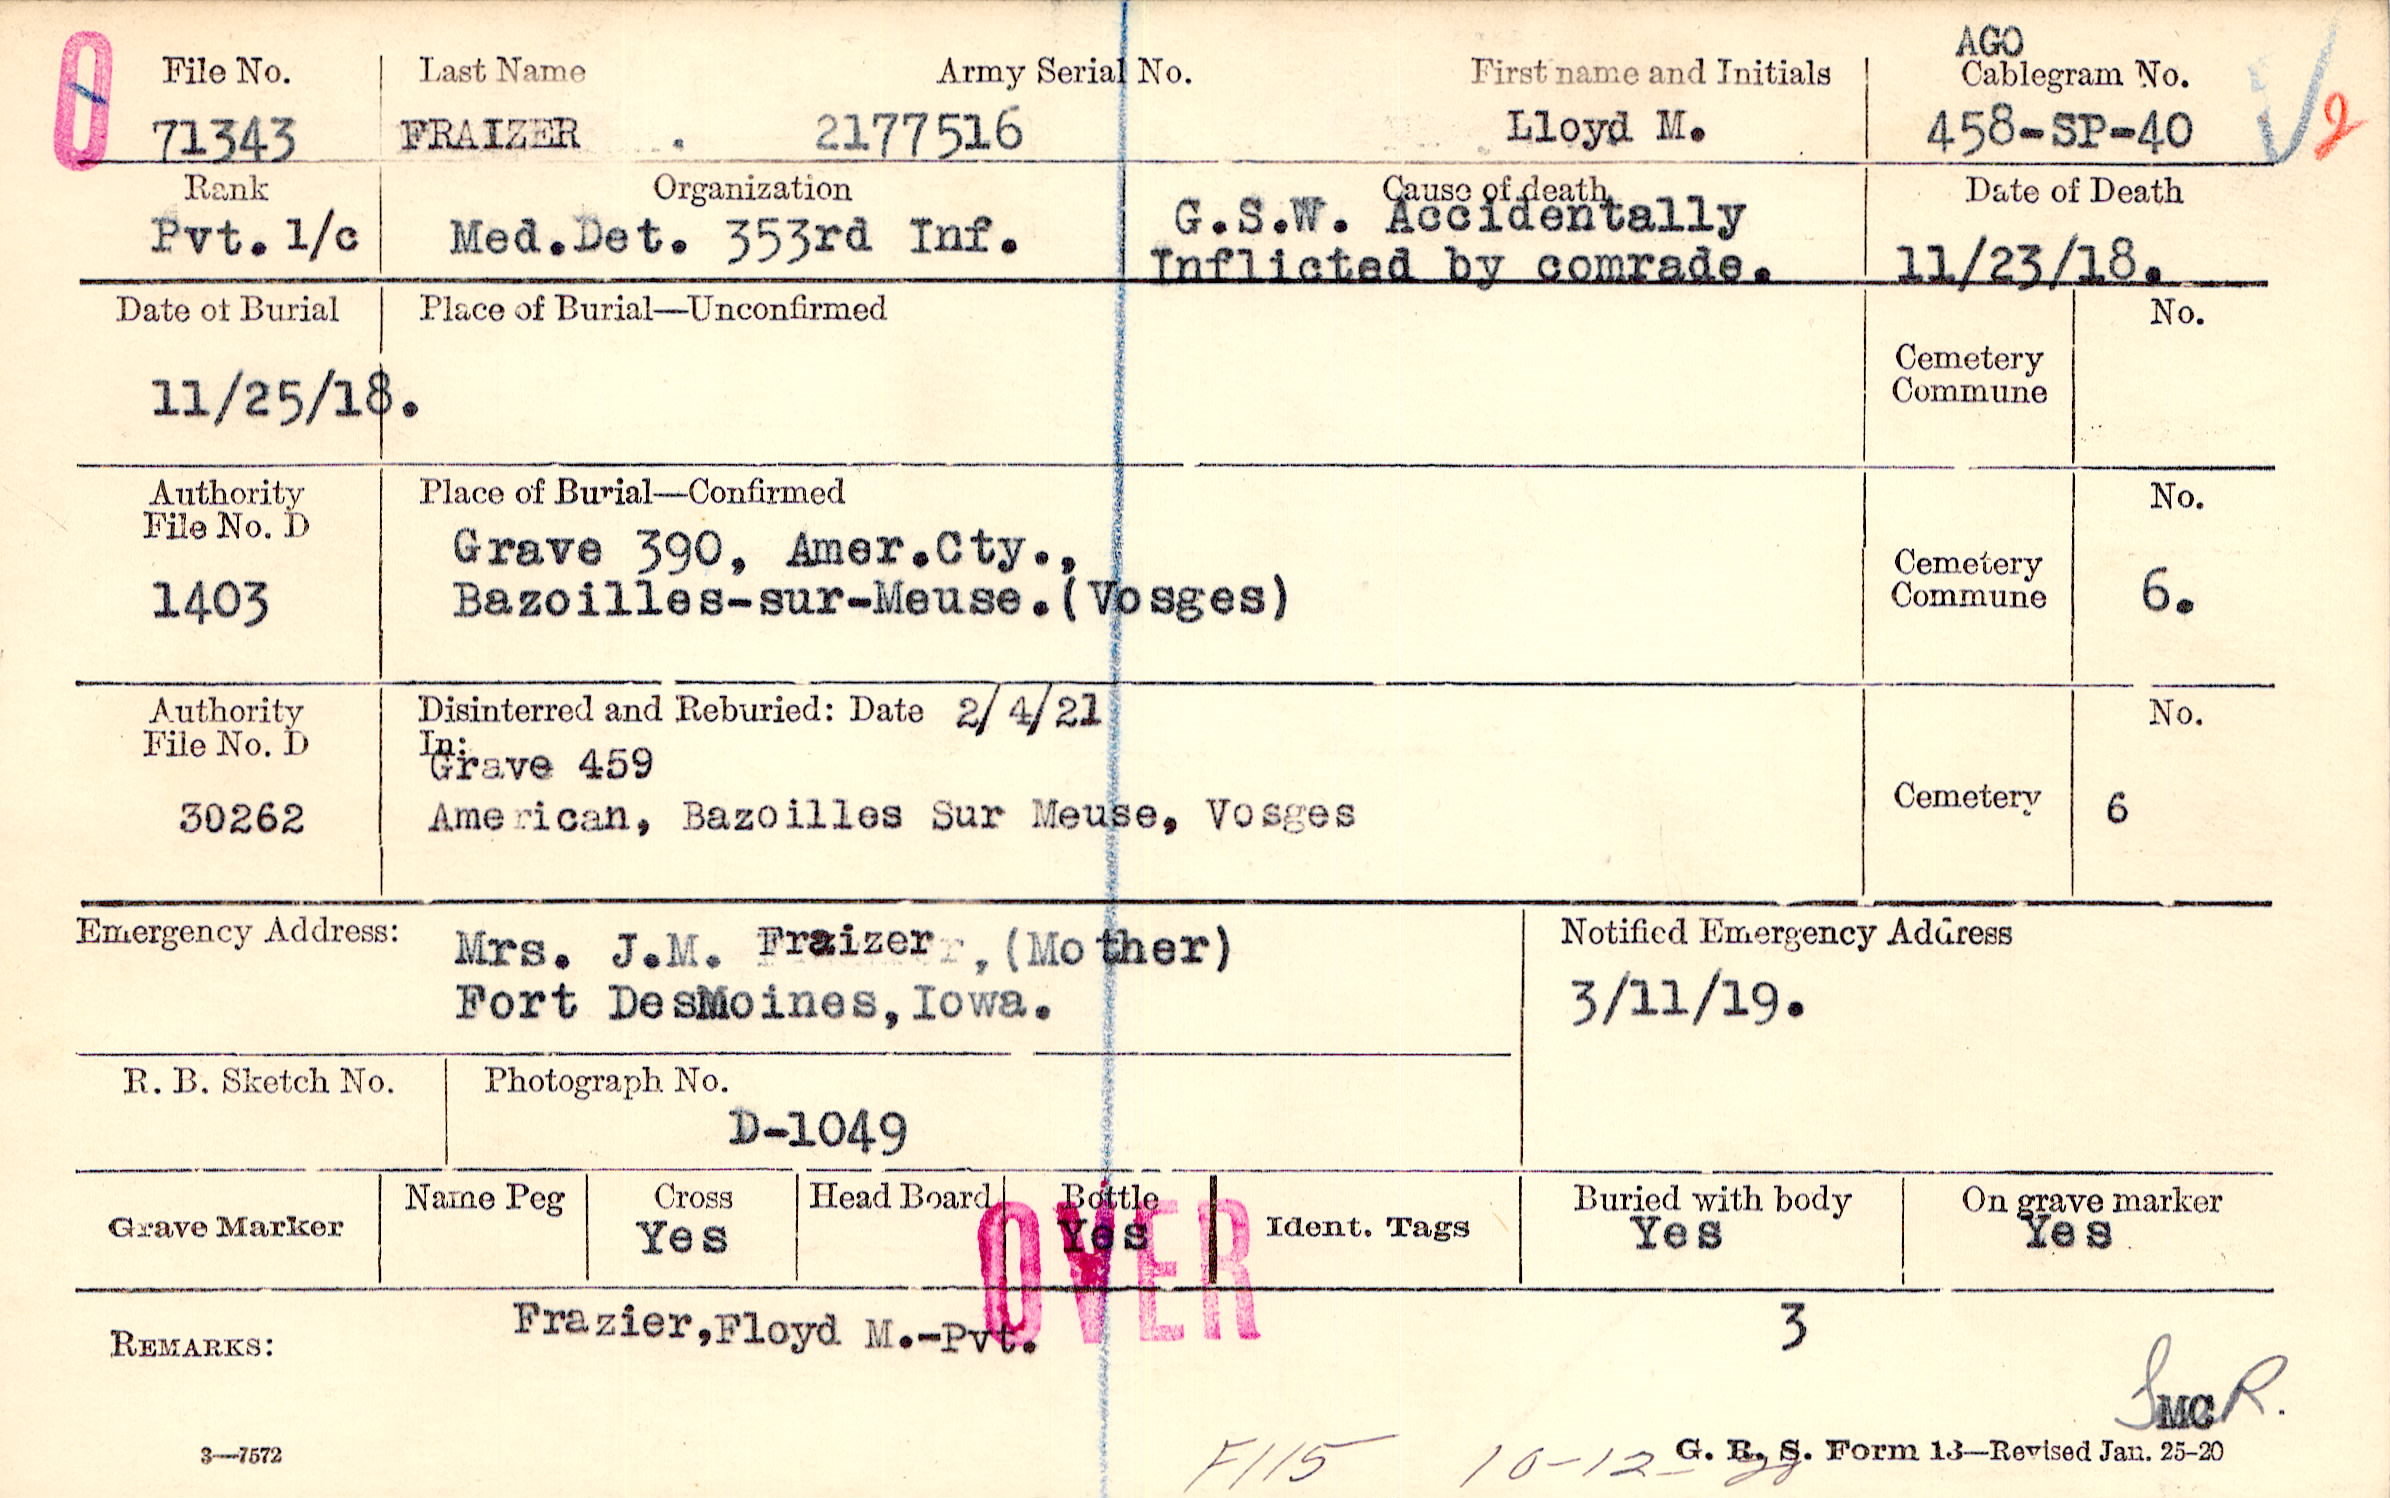 0
File No.
Last Name
Army Serial No.
First name and Initials
AGO
Cablegram No.
71343
FRAIZER .
2177516
Lloyd M.
458-SP-40
2
Rank
Organization
Cause of death
Date of Death
Pvt. 1/c
Med.Det. 353rd Inf.
G.S.W. Accidentally
Inflicted by comrade.
11/23/18.
Date of Burial
Place of Burial—Unconfirmed
No.
11/25/18.
Cemetery
Commune
Authority
File No. D
Place of Burial—Confirmed
No.
1403
Grave 390, Amer.Cty.,
Bazoilles-sur-Meuse.(Vosges)
Cemetery
Commune
6.
Authority
File No. D
Disinterred and Reburied: Date 2/4/21
In:
No.
Grave 459
30262
American, Bazoilles Sur Meuse, Vosges
Cemetery
6
Emergency Address:
Mrs. J.M. Fraizer, (Mother)
Fort DesMoines, Iowa.
Notified Emergency Address
3/11/19.
R. B. Sketch No.
Photograph No.
D-1049
Grave Marker
Name Peg
Cross
Yes
Head Board
Bottle
Yes
Ident. Tags
Buried with body
Yes
On grave marker
Yes
OVER
REMARKS:
Frazier,Floyd M.-Pvt.
3
MC
R.
3—7572
F115
10-12-
G. R. S. Form 13—Revised Jan. 25-20